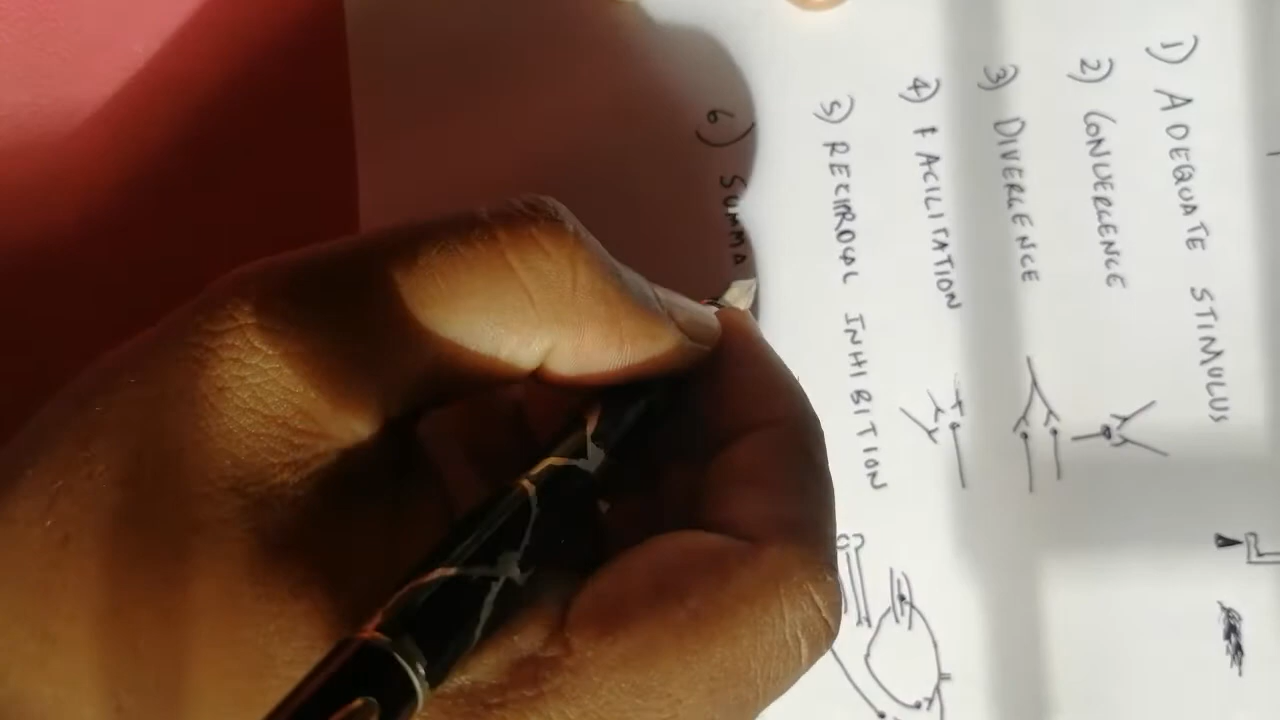 1) ADEQUATE STIMULUS
2) CONVERGENCE
3) DIVERGENCE
4) FACILITATION
5) RECIPROCAL INHIBITION
6) SUMMA